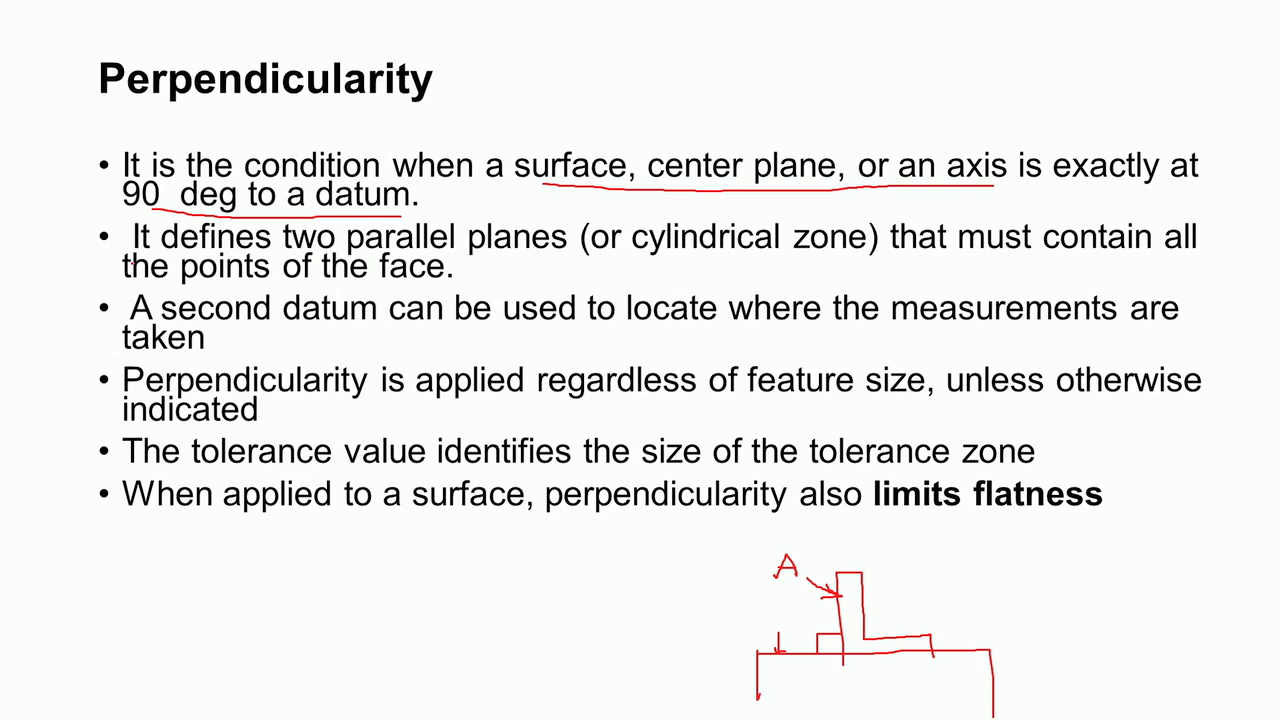 Perpendicularity
• It is the condition when a surface, center plane, or an axis is exactly at
90 deg to a datum.
• It defines two parallel planes (or cylindrical zone) that must contain all
the points of the face.
• A second datum can be used to locate where the measurements are
taken
• Perpendicularity is applied regardless of feature size, unless otherwise
indicated
• The tolerance value identifies the size of the tolerance zone
• When applied to a surface, perpendicularity also limits flatness
A